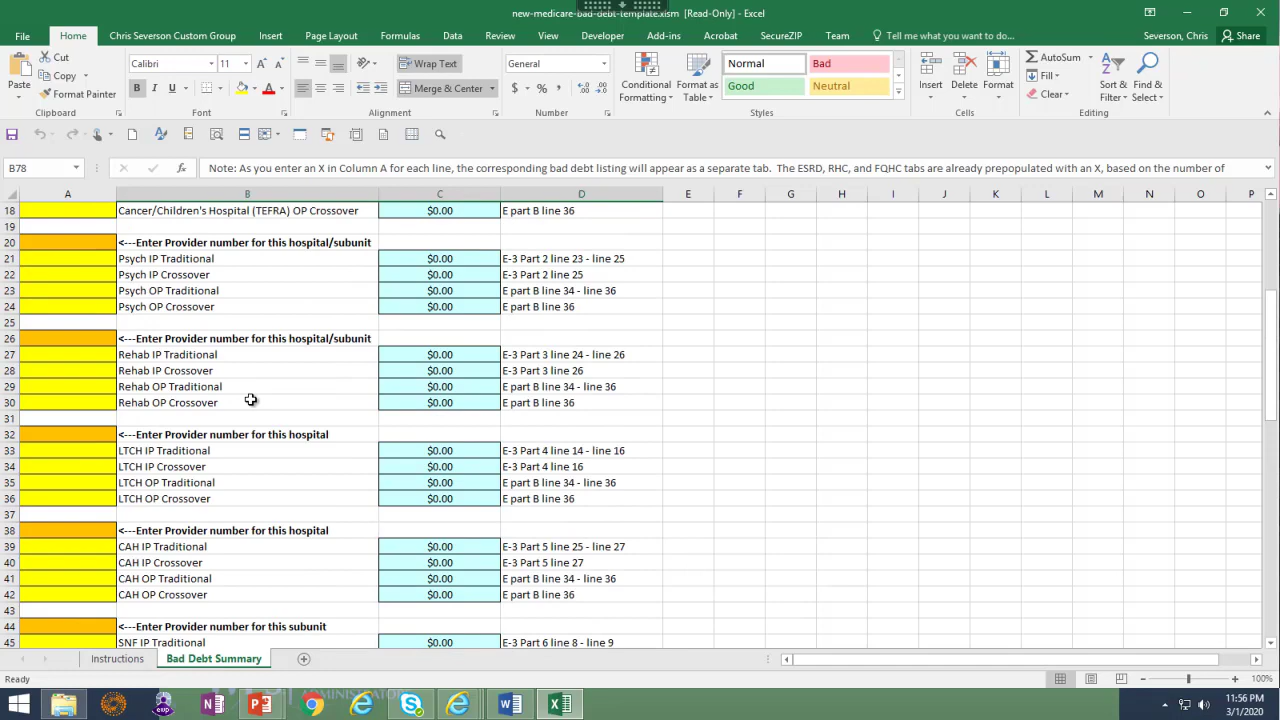 new-medicare-bad-debt-template.xlsm [Read-Only] - Excel
File Home Chris Severson Custom Group Insert Page Layout Formulas Data Review View Developer Add-ins Acrobat SecureZIP Team Tell me what you want to do... Severson, Chris Share
Paste Cut Copy Format Painter Clipboard
Calibri 11 B I U Font
Wrap Text Merge & Center Alignment
General $ % , Number
Conditional Formatting Format as Table Normal Bad Good Neutral Styles
Insert Delete Format Cells
AutoSum Fill Clear Sort & Filter Find & Select Editing
B78 fx Note: As you enter an X in Column A for each line, the corresponding bad debt listing will appear as a separate tab. The ESRD, RHC, and FQHC tabs are already prepopulated with an X, based on the number of
A B C D E F G H I J K L M N O P
18 Cancer/Children's Hospital (TEFRA) OP Crossover $0.00 E part B line 36
19
20 <---Enter Provider number for this hospital/subunit
21 Psych IP Traditional $0.00 E-3 Part 2 line 23 - line 25
22 Psych IP Crossover $0.00 E-3 Part 2 line 25
23 Psych OP Traditional $0.00 E part B line 34 - line 36
24 Psych OP Crossover $0.00 E part B line 36
25
26 <---Enter Provider number for this hospital/subunit
27 Rehab IP Traditional $0.00 E-3 Part 3 line 24 - line 26
28 Rehab IP Crossover $0.00 E-3 Part 3 line 26
29 Rehab OP Traditional $0.00 E part B line 34 - line 36
30 Rehab OP Crossover $0.00 E part B line 36
31
32 <---Enter Provider number for this hospital
33 LTCH IP Traditional $0.00 E-3 Part 4 line 14 - line 16
34 LTCH IP Crossover $0.00 E-3 Part 4 line 16
35 LTCH OP Traditional $0.00 E part B line 34 - line 36
36 LTCH OP Crossover $0.00 E part B line 36
37
38 <---Enter Provider number for this hospital
39 CAH IP Traditional $0.00 E-3 Part 5 line 25 - line 27
40 CAH IP Crossover $0.00 E-3 Part 5 line 27
41 CAH OP Traditional $0.00 E part B line 34 - line 36
42 CAH OP Crossover $0.00 E part B line 36
43
44 <---Enter Provider number for this subunit
45 SNF IP Traditional $0.00 E-3 Part 6 line 8 - line 9
Instructions Bad Debt Summary
Ready 100%
11:56 PM
3/1/2020